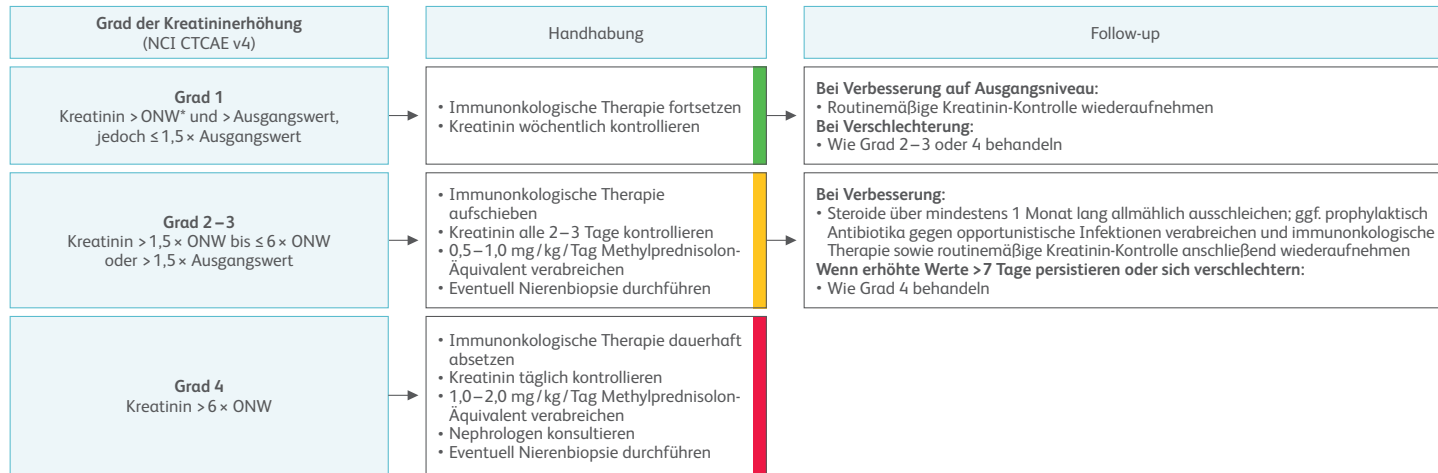 Grad der Kreatininerhöhung
(NCI CTCAE v4)
Handhabung
Follow-up
Grad 1
Kreatinin > ONW* und > Ausgangswert,
jedoch ≤ 1,5 × Ausgangswert
• Immunonkologische Therapie fortsetzen
• Kreatinin wöchentlich kontrollieren
Bei Verbesserung auf Ausgangsniveau:
• Routinemäßige Kreatinin-Kontrolle wiederaufnehmen
Bei Verschlechterung:
• Wie Grad 2–3 oder 4 behandeln
Grad 2–3
Kreatinin > 1,5 × ONW bis ≤ 6 × ONW
oder > 1,5 × Ausgangswert
• Immunonkologische Therapie
aufschieben
• Kreatinin alle 2–3 Tage kontrollieren
• 0,5–1,0 mg/kg/Tag Methylprednisolon-
Äquivalent verabreichen
• Eventuell Nierenbiopsie durchführen
Bei Verbesserung:
• Steroide über mindestens 1 Monat lang allmählich ausschleichen; ggf. prophylaktisch
Antibiotika gegen opportunistische Infektionen verabreichen und immunonkologische
Therapie sowie routinemäßige Kreatinin-Kontrolle anschließend wiederaufnehmen
Wenn erhöhte Werte >7 Tage persistieren oder sich verschlechtern:
• Wie Grad 4 behandeln
Grad 4
Kreatinin > 6 × ONW
• Immunonkologische Therapie dauerhaft
absetzen
• Kreatinin täglich kontrollieren
• 1,0–2,0 mg/kg/Tag Methylprednisolon-
Äquivalent verabreichen
• Nephrologen konsultieren
• Eventuell Nierenbiopsie durchführen